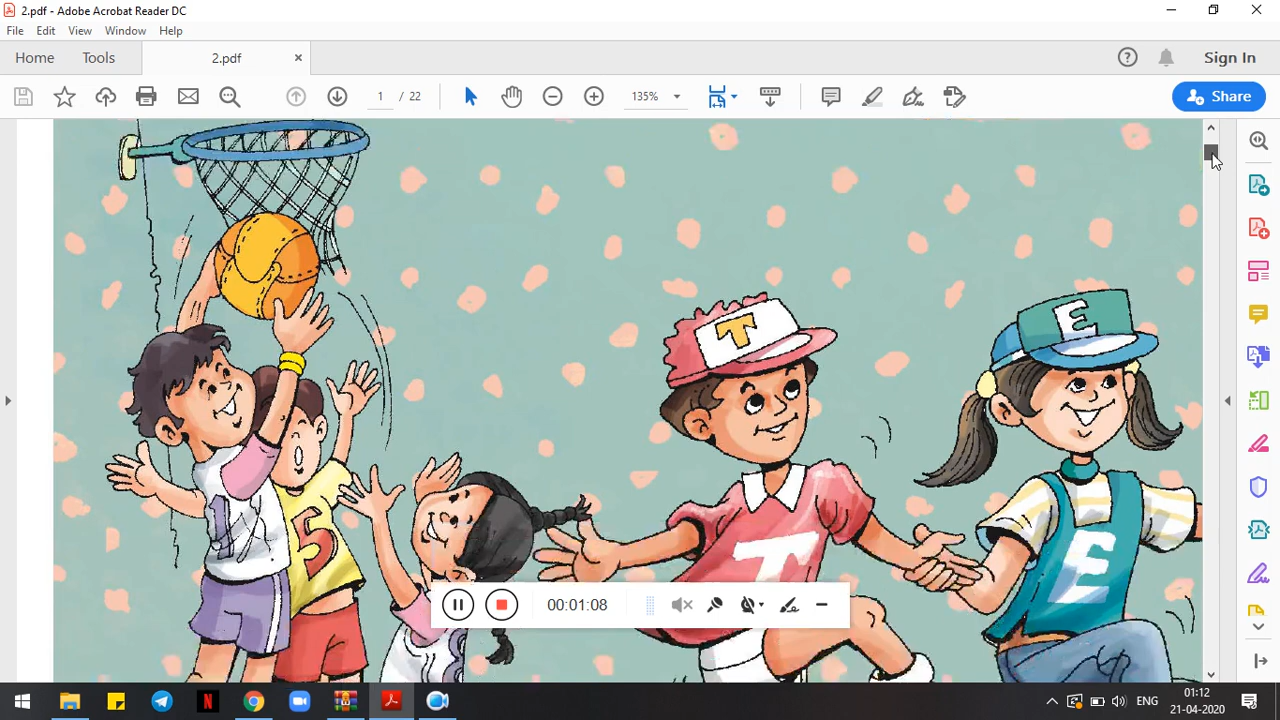 2.pdf - Adobe Acrobat Reader DC
File Edit View Window Help
Home Tools 2.pdf × ? Sign In
1 / 22 135% Share
T E
1 5 T E
00:01:08
N ENG 01:12
21-04-2020